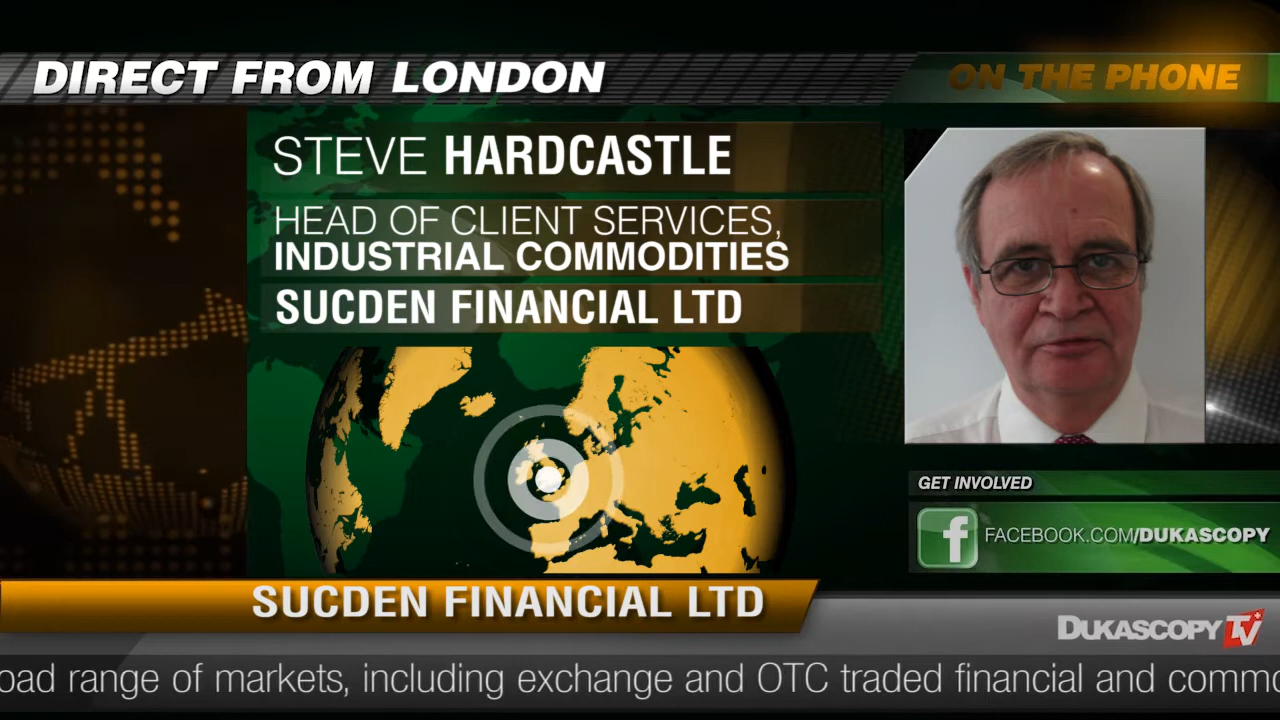 DIRECT FROM LONDON
ON THE PHONE
STEVE HARDCASTLE
HEAD OF CLIENT SERVICES,
INDUSTRIAL COMMODITIES
SUCDEN FINANCIAL LTD
GET INVOLVED
f FACEBOOK.COM/DUKASCOPY
SUCDEN FINANCIAL LTD
DUKASCOPY TV
oad range of markets, including exchange and OTC traded financial and commo